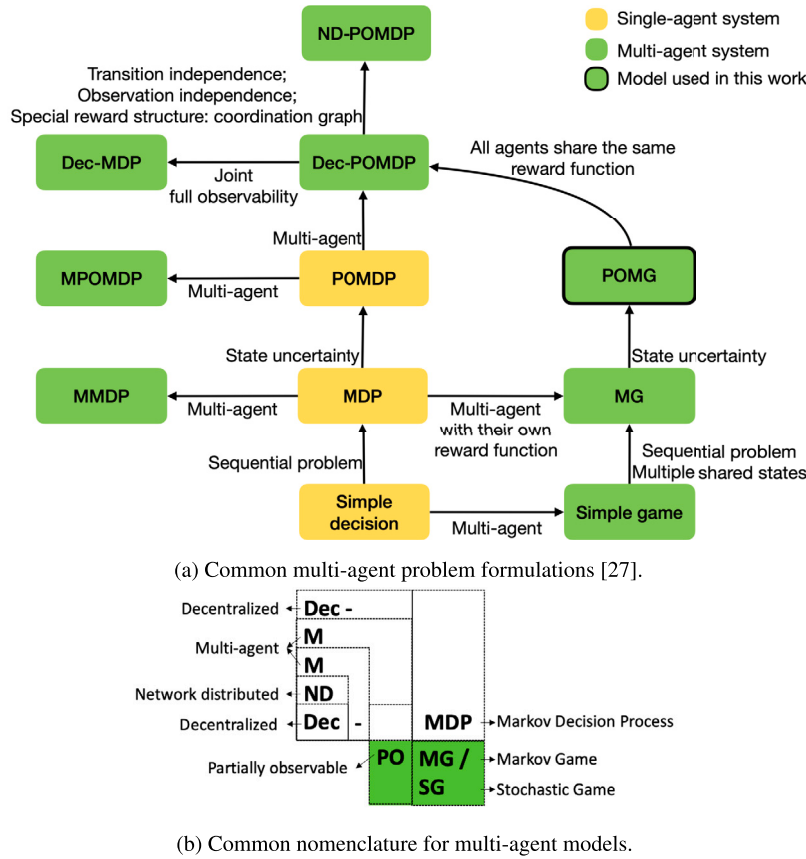 Single-agent system
Multi-agent system
Model used in this work
ND-POMDP
Transition independence;
Observation independence;
Special reward structure: coordination graph
Dec-MDP
Joint
full observability
Dec-POMDP
All agents share the same
reward function
Multi-agent
MPOMDP
Multi-agent
POMDP
POMG
State uncertainty
State uncertainty
MMDP
Multi-agent
MDP
Multi-agent
with their own
reward function
MG
Sequential problem
Sequential problem
Multiple shared states
Simple
decision
Multi-agent
Simple game
(a) Common multi-agent problem formulations [27].
Decentralized
Dec -
Multi-agent
M
M
Network distributed
ND
Decentralized
Dec -
MDP
Markov Decision Process
Partially observable
PO
MG /
SG
Markov Game
Stochastic Game
(b) Common nomenclature for multi-agent models.